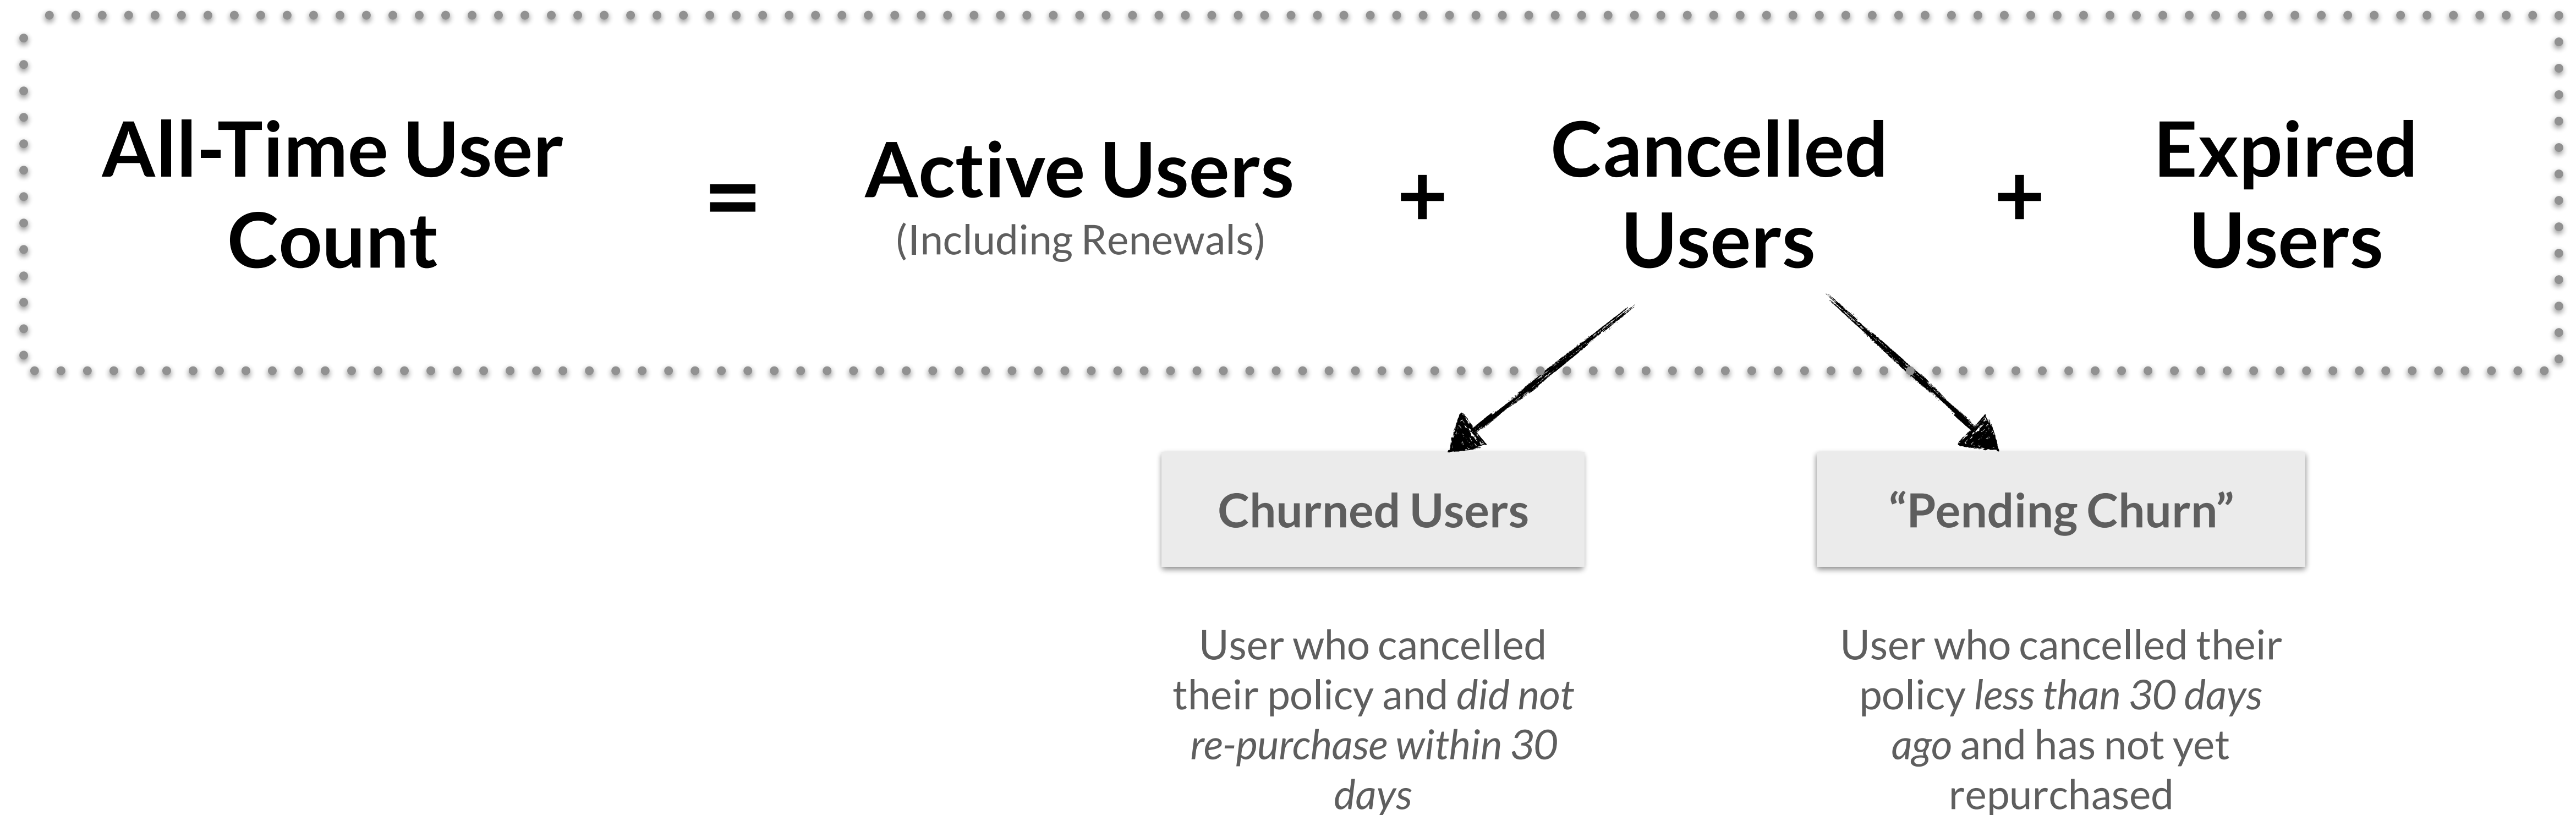 All-Time User
Count
=
Active Users
(Including Renewals)
+
Cancelled
Users
+
Expired
Users
Churned Users
User who cancelled
their policy and did not
re-purchase within 30
days
“Pending Churn”
User who cancelled their
policy less than 30 days
ago and has not yet
repurchased